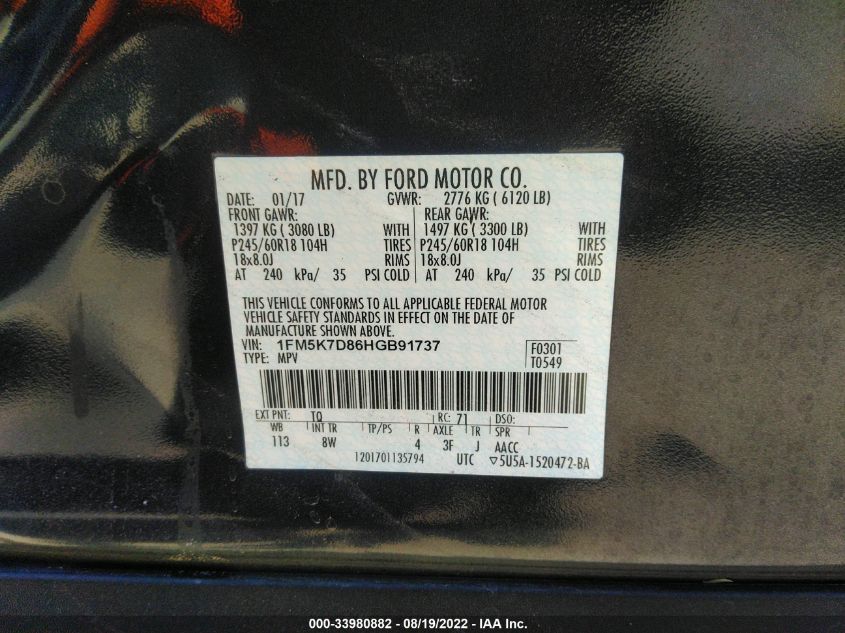 MFD. BY FORD MOTOR CO.
DATE: 01/17 GVWR: 2776 KG ( 6120 LB)
FRONT GAWR: REAR GAWR:
1397 KG ( 3080 LB) WITH 1497 KG ( 3300 LB) WITH
P245/60R18 104H TIRES P245/60R18 104H TIRES
18x8.0J RIMS 18x8.0J RIMS
AT 240 kPa/ 35 PSI COLD AT 240 kPa/ 35 PSI COLD
THIS VEHICLE CONFORMS TO ALL APPLICABLE FEDERAL MOTOR
VEHICLE SAFETY STANDARDS IN EFFECT ON THE DATE OF
MANUFACTURE SHOWN ABOVE.
VIN: 1FM5K7D86HGB91737 F0301
TYPE: MPV T0549
EXT PNT: TQ RC: 71 DSO:
WB INT TR TP/PS R AXLE TR SPR
113 8W 4 3F J AACC
1201701135794 UTC ▽5U5A-1520472-BA
000-33980882 - 08/19/2022 - IAA Inc.